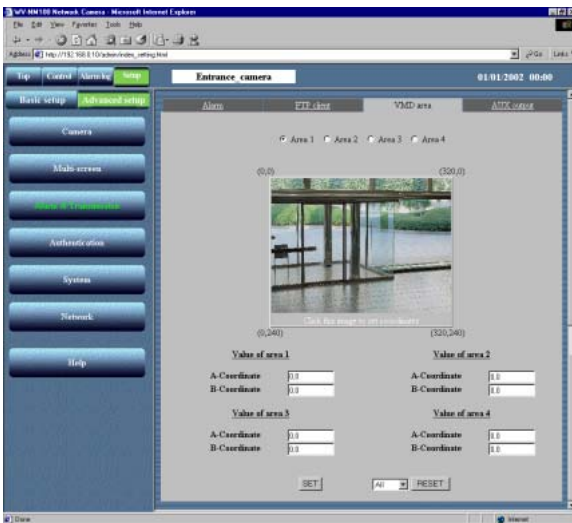 WV-NM100 Network Camera - Microsoft Internet Explorer
File Edit View Favorites Tools Help
Address http://192.168.0.10/admin/index_setting.html Go Links
Top Control Alarm log Setup Entrance_camera 01/01/2002 00:00
Basic setup Advanced setup
Alarm FTP client VMD area AUX output
Camera
Multi-screen
Authentication
System
Network
Help
Area 1 Area 2 Area 3 Area 4
(0,0) (320,0)
Click this image to set coordinates
(0,240) (320,240)
Value of area 1 Value of area 2
A-Coordinate 0,0 A-Coordinate 0,0
B-Coordinate 0,0 B-Coordinate 0,0
Value of area 3 Value of area 4
A-Coordinate 0,0 A-Coordinate 0,0
B-Coordinate 0,0 B-Coordinate 0,0
SET All RESET
Done Internet